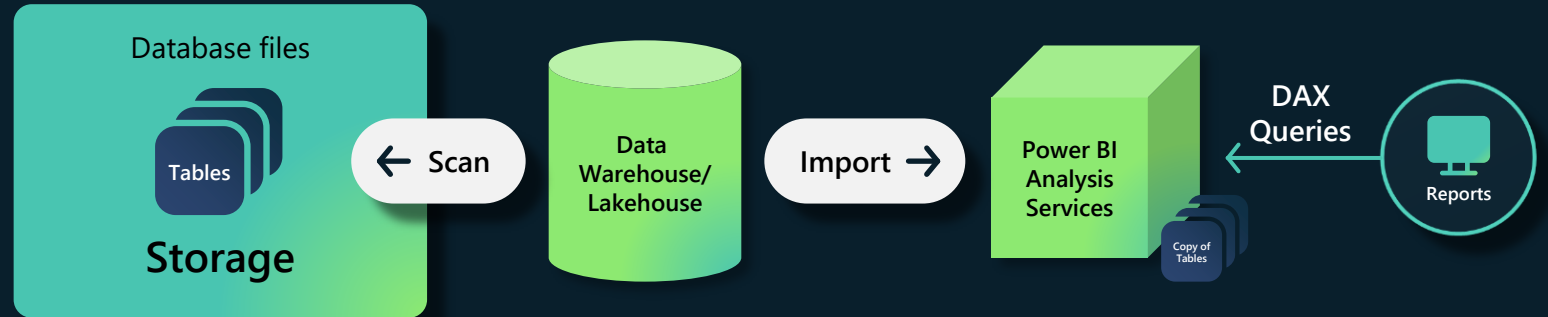 Database files
Tables
Storage
Scan
Data
Warehouse/
Lakehouse
Import
Power BI
Analysis
Services
Copy of
Tables
DAX
Queries
Reports